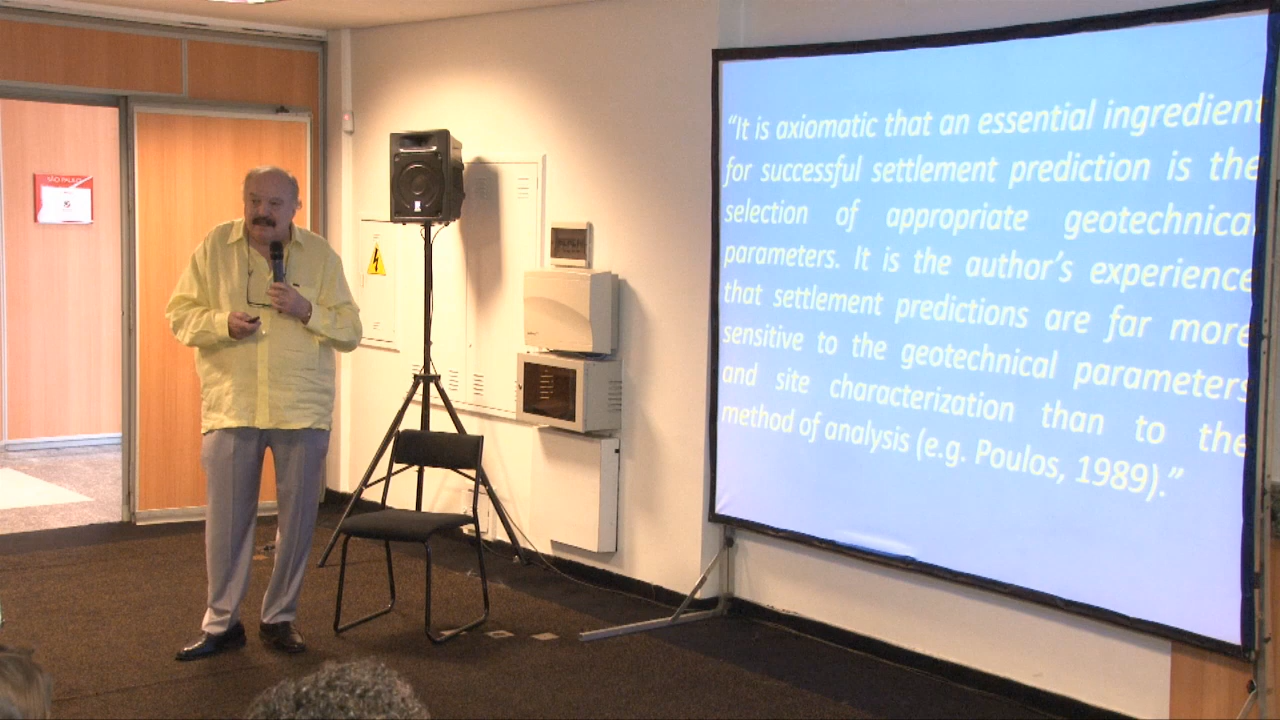 SÃO PAULO
"It is axiomatic that an essential ingredient
for successful settlement prediction is the
selection of appropriate geotechnical
parameters. It is the author's experience
that settlement predictions are far more
sensitive to the geotechnical parameters
and site characterization than to the
method of analysis (e.g. Poulos, 1989)."